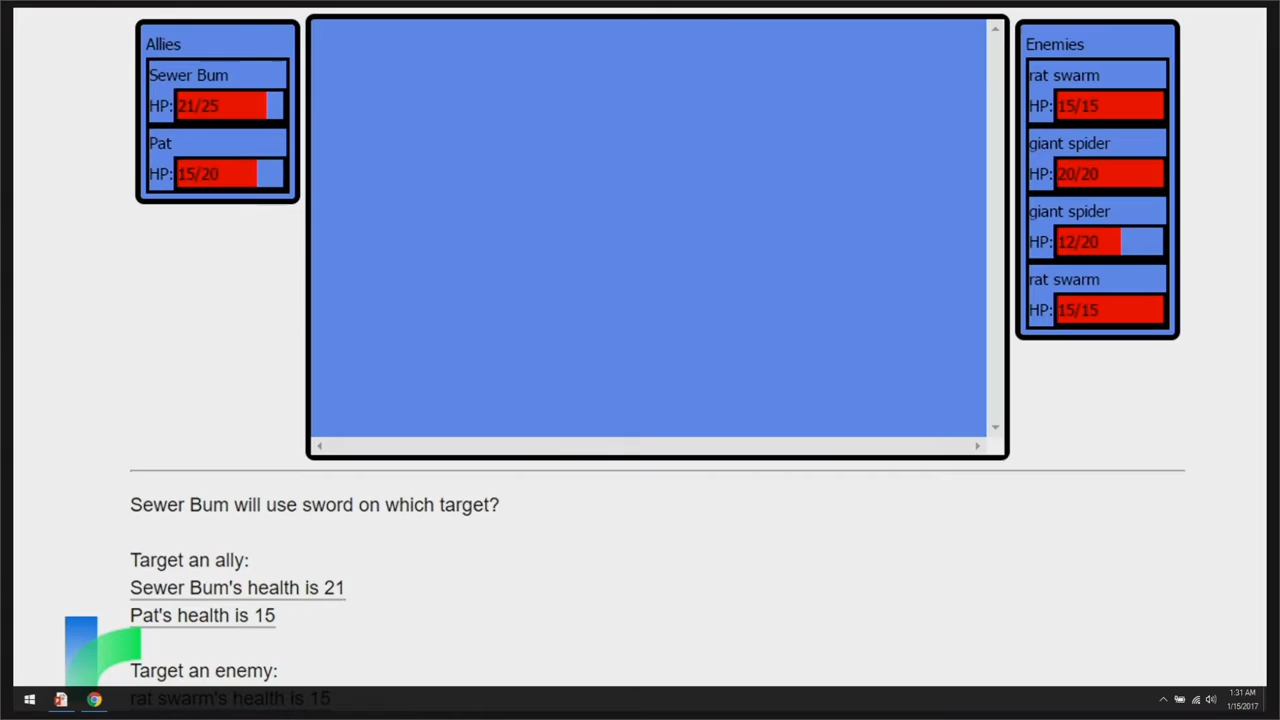 Allies
Sewer Bum
HP: 21/25
Pat
HP: 15/20
Enemies
rat swarm
HP: 15/15
giant spider
HP: 20/20
giant spider
HP: 12/20
rat swarm
HP: 15/15
Sewer Bum will use sword on which target?
Target an ally:
Sewer Bum's health is 21
Pat's health is 15
Target an enemy:
rat swarm's health is 15
1:31 AM
1/15/2017